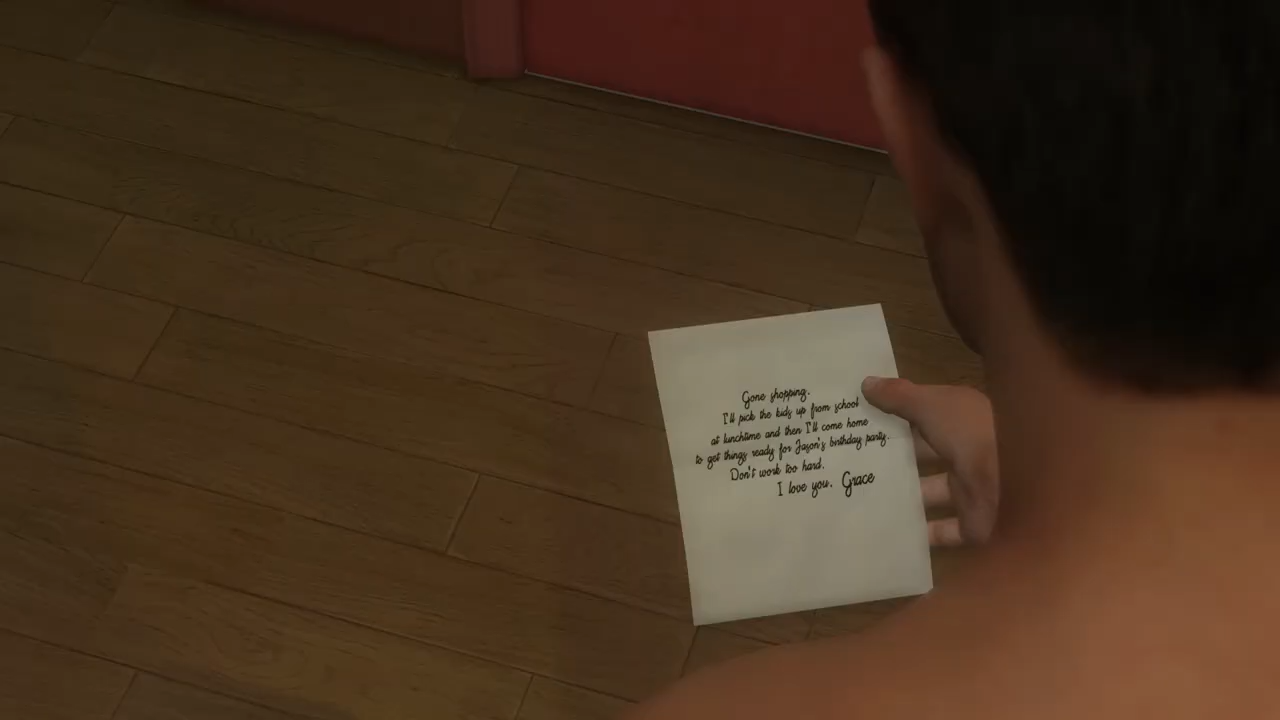 Gone shopping.
I'll pick the kids up from school
at lunchtime and then I'll come home
to get things ready for Jason's birthday party.
Don't work too hard.
I love you. Grace